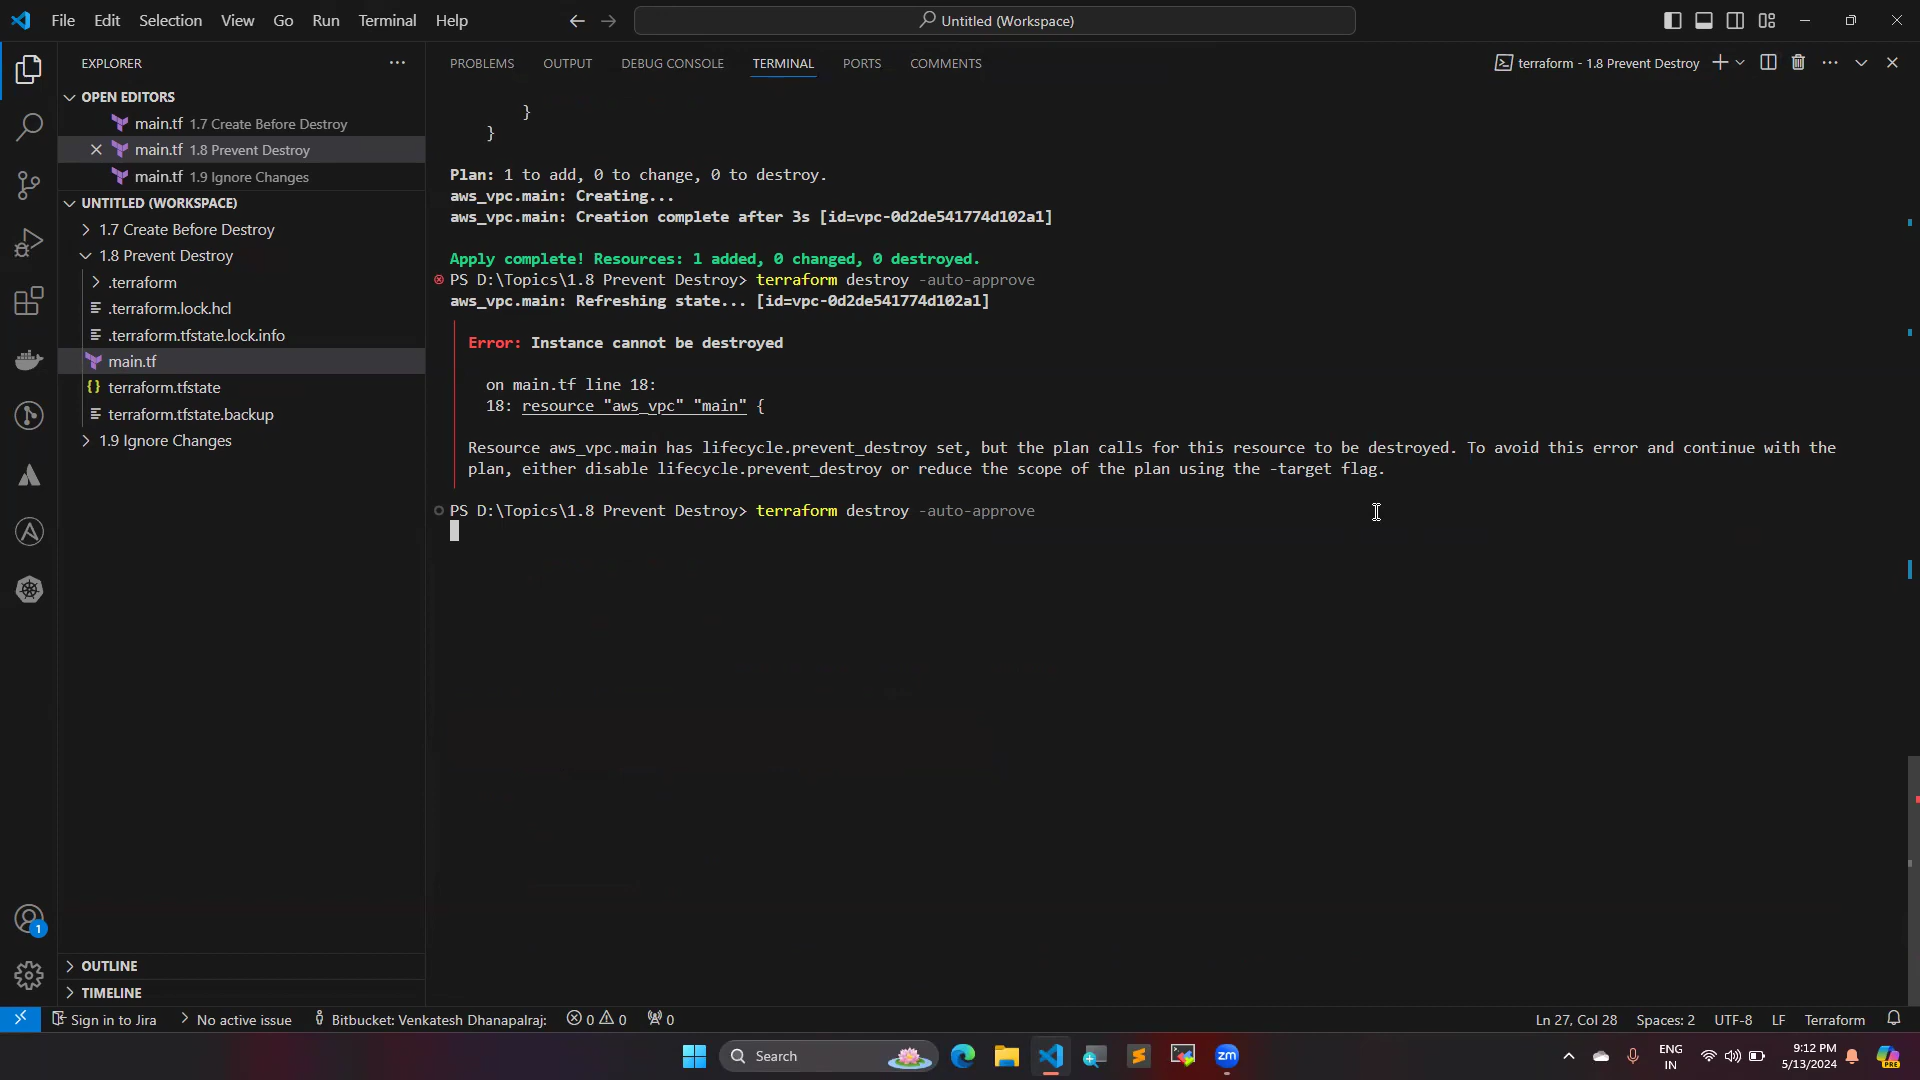 File Edit Selection View Go Run Terminal Help
Untitled (Workspace)
EXPLORER
OPEN EDITORS
main.tf 1.7 Create Before Destroy
main.tf 1.8 Prevent Destroy
main.tf 1.9 Ignore Changes
UNTITLED (WORKSPACE)
1.7 Create Before Destroy
1.8 Prevent Destroy
.terraform
.terraform.lock.hcl
.terraform.tfstate.lock.info
main.tf
terraform.tfstate
terraform.tfstate.backup
1.9 Ignore Changes
OUTLINE
TIMELINE
PROBLEMS OUTPUT DEBUG CONSOLE TERMINAL PORTS COMMENTS
terraform - 1.8 Prevent Destroy
}
}
Plan: 1 to add, 0 to change, 0 to destroy.
aws_vpc.main: Creating...
aws_vpc.main: Creation complete after 3s [id=vpc-0d2de541774d102a1]
Apply complete! Resources: 1 added, 0 changed, 0 destroyed.
PS D:\Topics\1.8 Prevent Destroy> terraform destroy -auto-approve
aws_vpc.main: Refreshing state... [id=vpc-0d2de541774d102a1]
Error: Instance cannot be destroyed
on main.tf line 18:
18: resource "aws_vpc" "main" {
Resource aws_vpc.main has lifecycle.prevent_destroy set, but the plan calls for this resource to be destroyed. To avoid this error and continue with the
plan, either disable lifecycle.prevent_destroy or reduce the scope of the plan using the -target flag.
PS D:\Topics\1.8 Prevent Destroy> terraform destroy -auto-approve
1
Sign in to Jira No active issue Bitbucket: Venkatesh Dhanapalraj: 0 0 0
Ln 27, Col 28 Spaces: 2 UTF-8 LF Terraform
Search
zm
ENG
IN
9:12 PM
5/13/2024
PRE